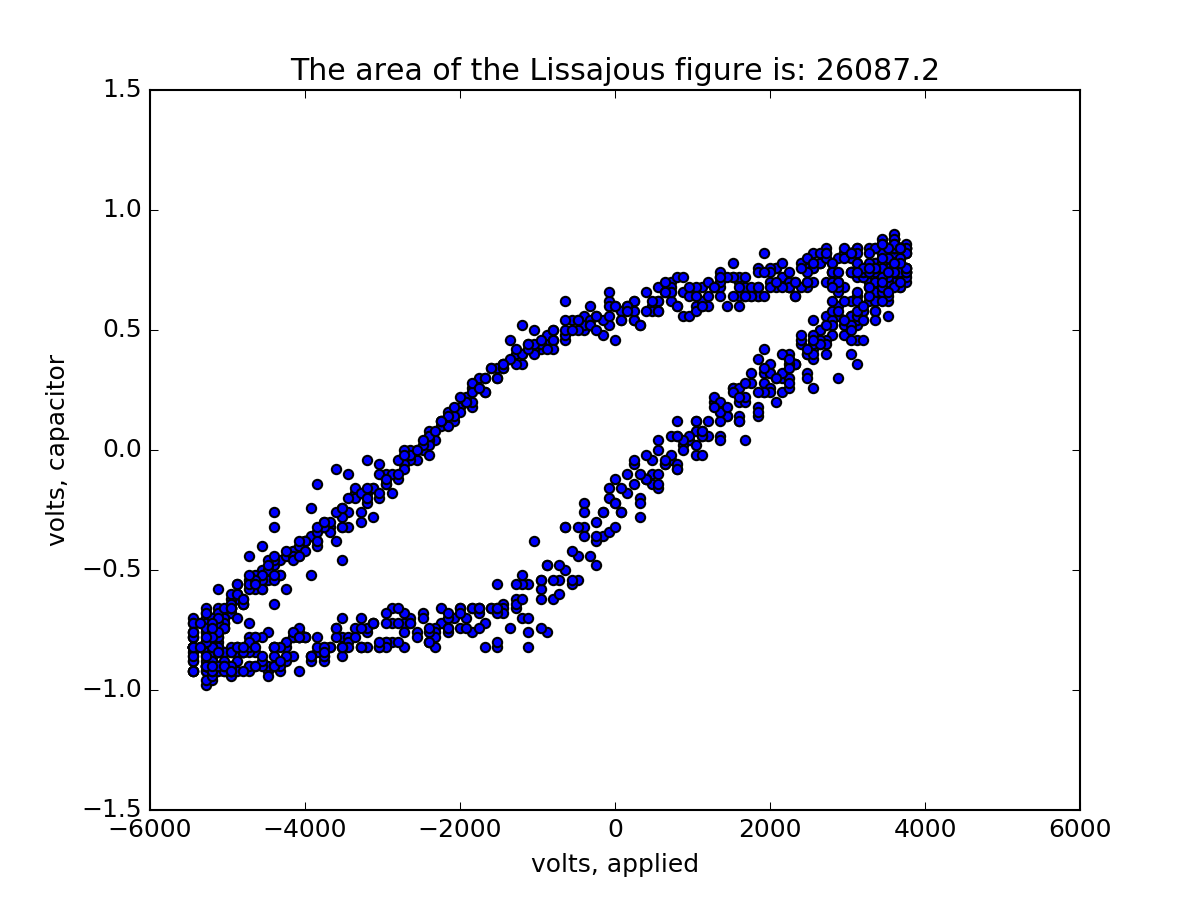 The area of the Lissajous figure is: 26087.2
1.5
1.0
0.5
0.0
−0.5
−1.0
−1.5
volts, capacitor
−6000 −4000 −2000 0 2000 4000 6000
volts, applied